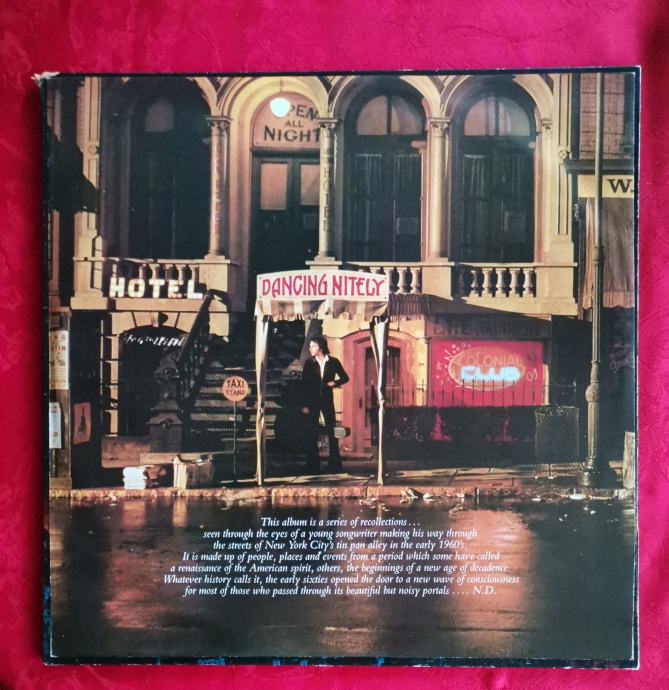 OPEN
ALL
NIGHT
HOTEL
W.
HOTEL
DANCING NITELY
TAXI
STAND
COLONIAL
CLUB
This album is a series of recollections...
seen through the eyes of a young songwriter making his way through
the streets of New York City's tin pan alley in the early 1960's.
It is made up of people, places and events from a period which some have called
a renaissance of the American spirit, others, the beginnings of a new age of decadence.
Whatever history calls it, the early sixties opened the door to a new wave of consciousness
for most of those who passed through its beautiful but noisy portals .... N.D.